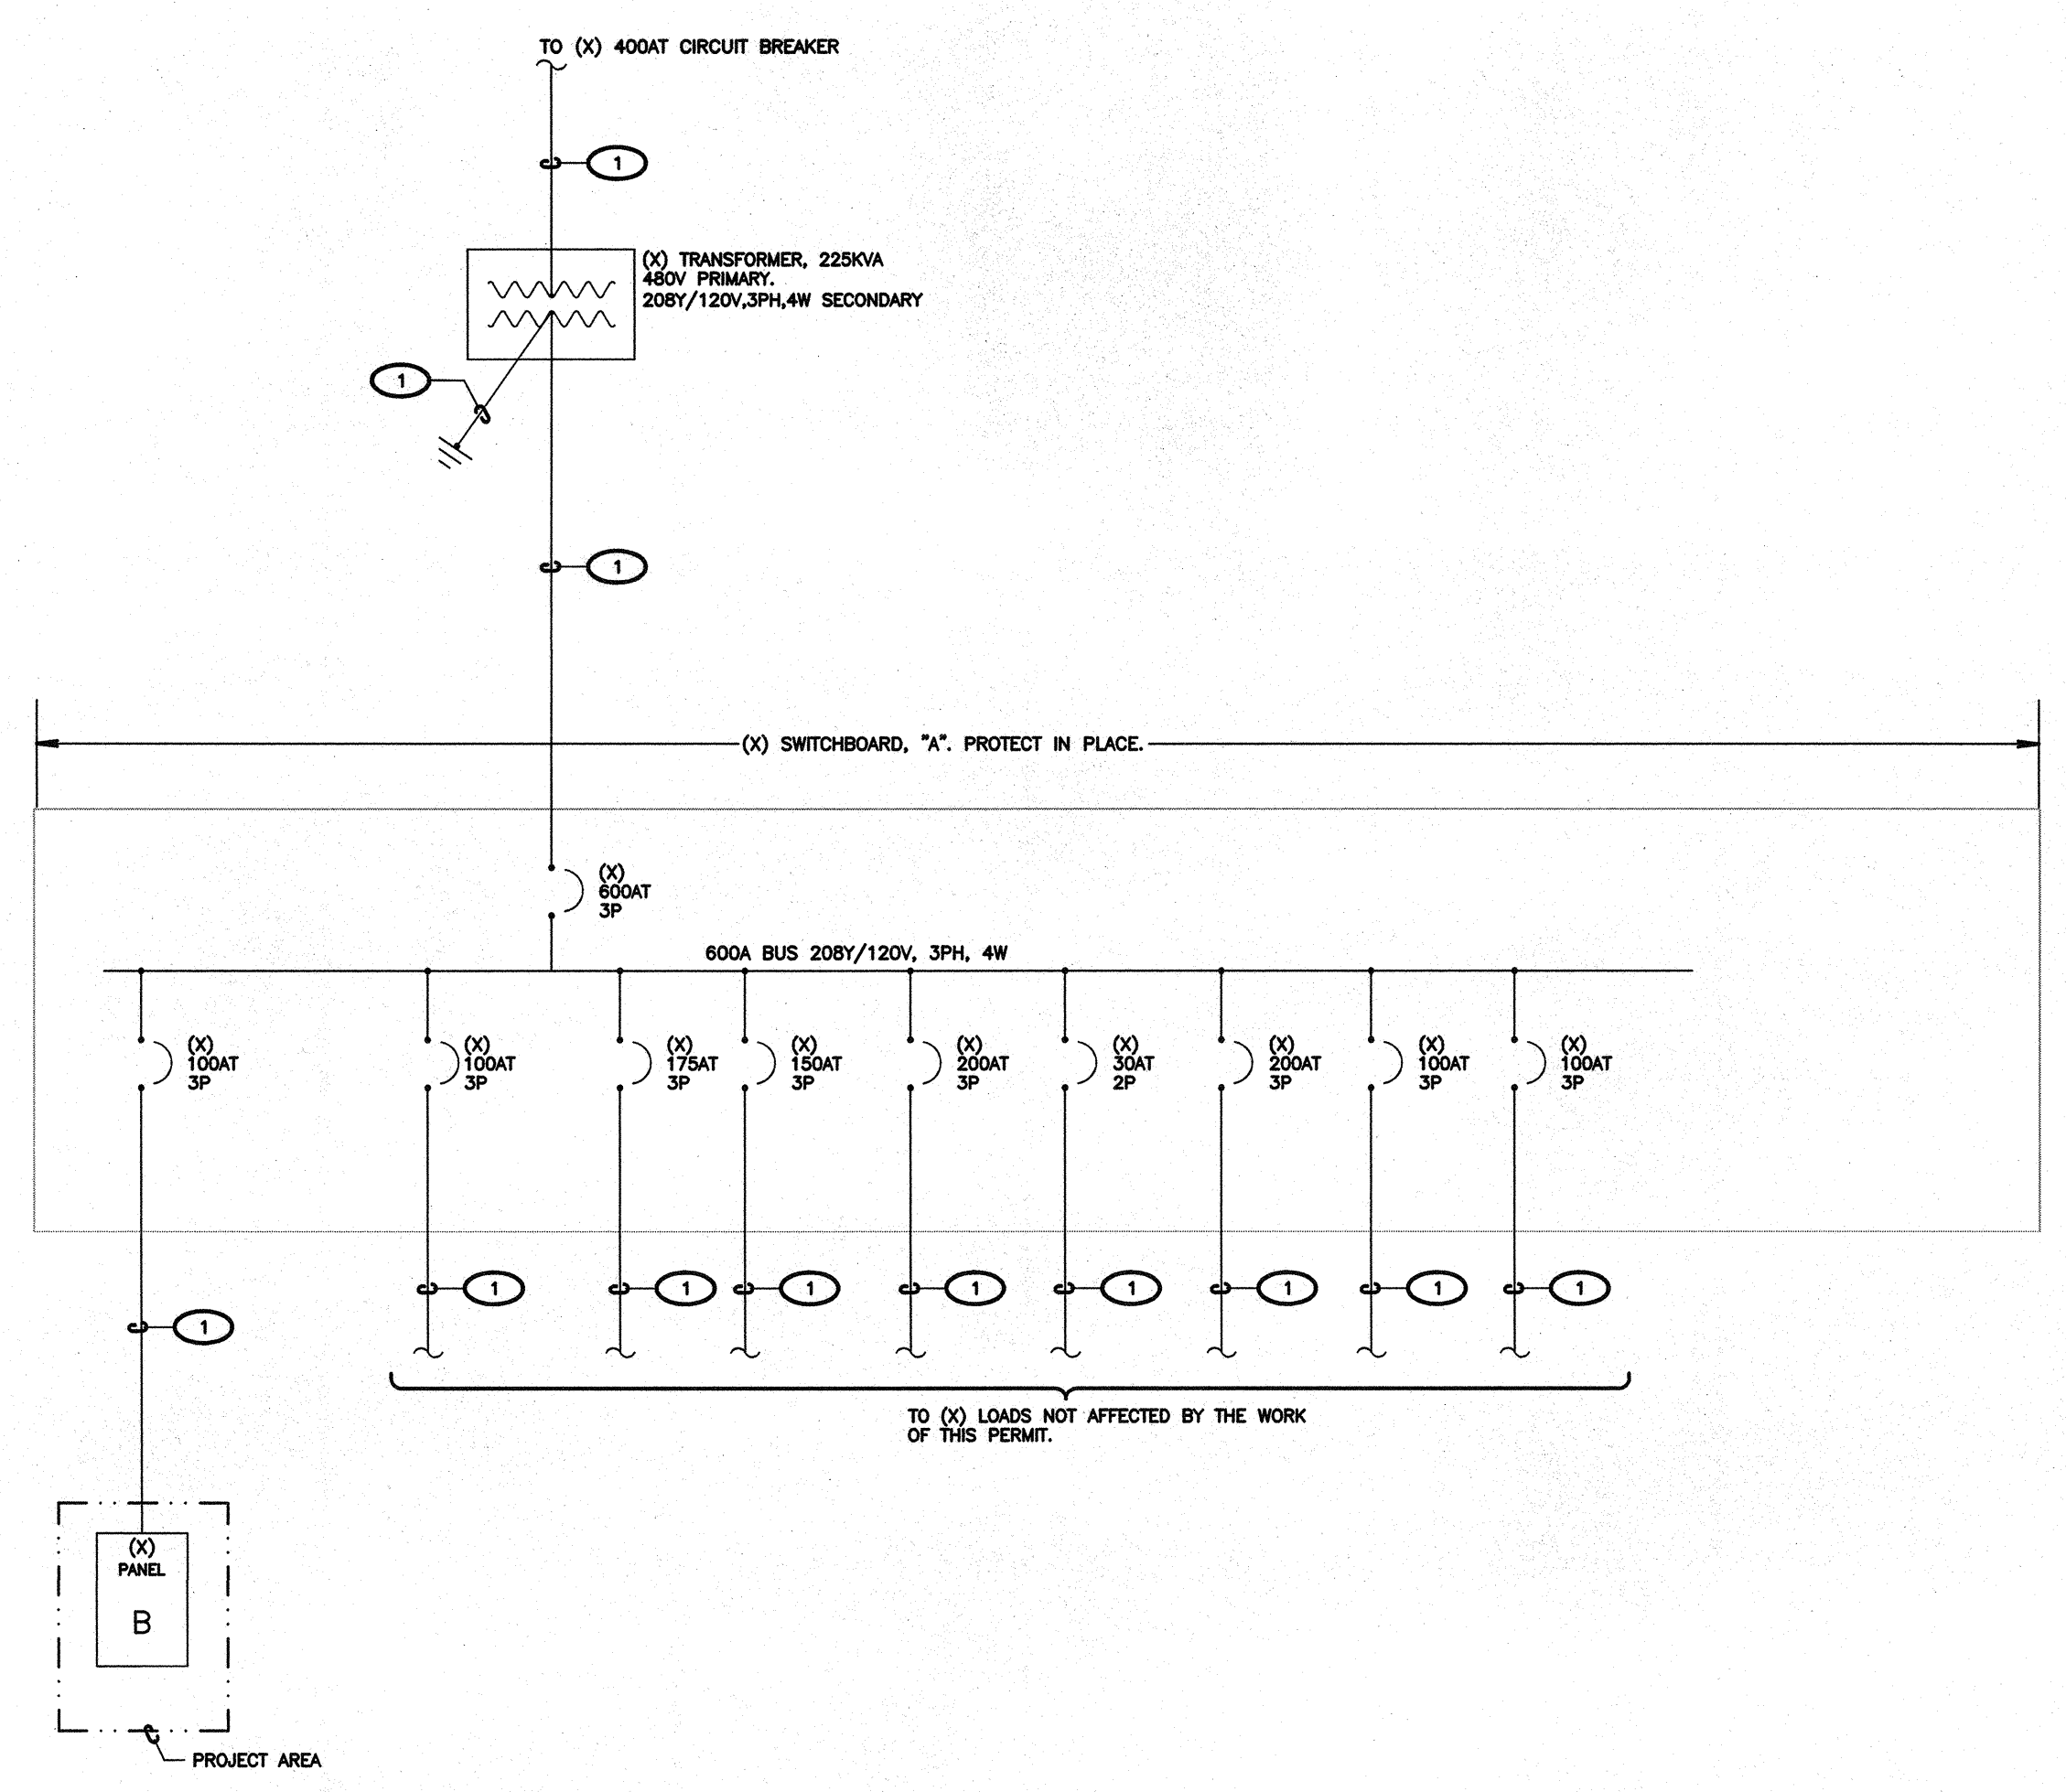 TO (X) 400AT CIRCUIT BREAKER
1
(X) TRANSFORMER, 225KVA
480V PRIMARY.
208Y/120V,3PH,4W SECONDARY
1
1
(X) SWITCHBOARD, "A". PROTECT IN PLACE.
(X)
600AT
3P
600A BUS 208Y/120V, 3PH, 4W
(X)
100AT
3P
(X)
100AT
3P
(X)
175AT
3P
(X)
150AT
3P
(X)
200AT
3P
(X)
30AT
2P
(X)
200AT
3P
(X)
100AT
3P
(X)
100AT
3P
1
1
1
1
1
1
1
1
1
TO (X) LOADS NOT AFFECTED BY THE WORK
OF THIS PERMIT.
(X)
PANEL
B
PROJECT AREA